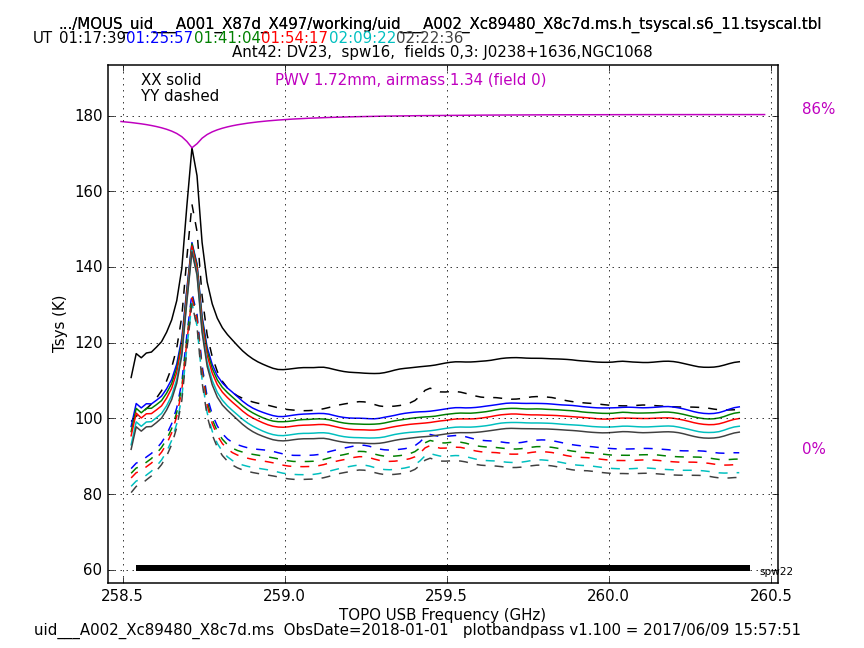 .../MOUS_uid___A001_X87d_X497/working/uid___A002_Xc89480_X8c7d.ms.h_tsyscal.s6_11.tsyscal.tbl
UT 01:17:39 01:25:57 01:41:04 01:54:17 02:09:22 02:22:36
Ant42: DV23,  spw16,  fields 0,3: J0238+1636,NGC1068
XX solid
PWV 1.72mm, airmass 1.34 (field 0)
YY dashed
86%
180
160
140
120
100
80
60
Tsys (K)
0%
spw22
258.5 259.0 259.5 260.0 260.5
TOPO USB Frequency (GHz)
uid___A002_Xc89480_X8c7d.ms  ObsDate=2018-01-01   plotbandpass v1.100 = 2017/06/09 15:57:51